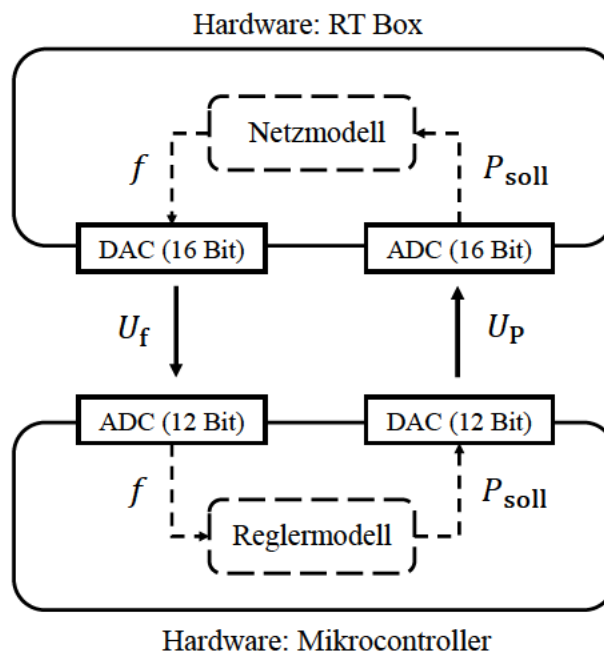 Hardware: RT Box
Netzmodell
f
P_soll
DAC (16 Bit)
ADC (16 Bit)
U_f
U_P
ADC (12 Bit)
DAC (12 Bit)
f
P_soll
Reglermodell
Hardware: Mikrocontroller